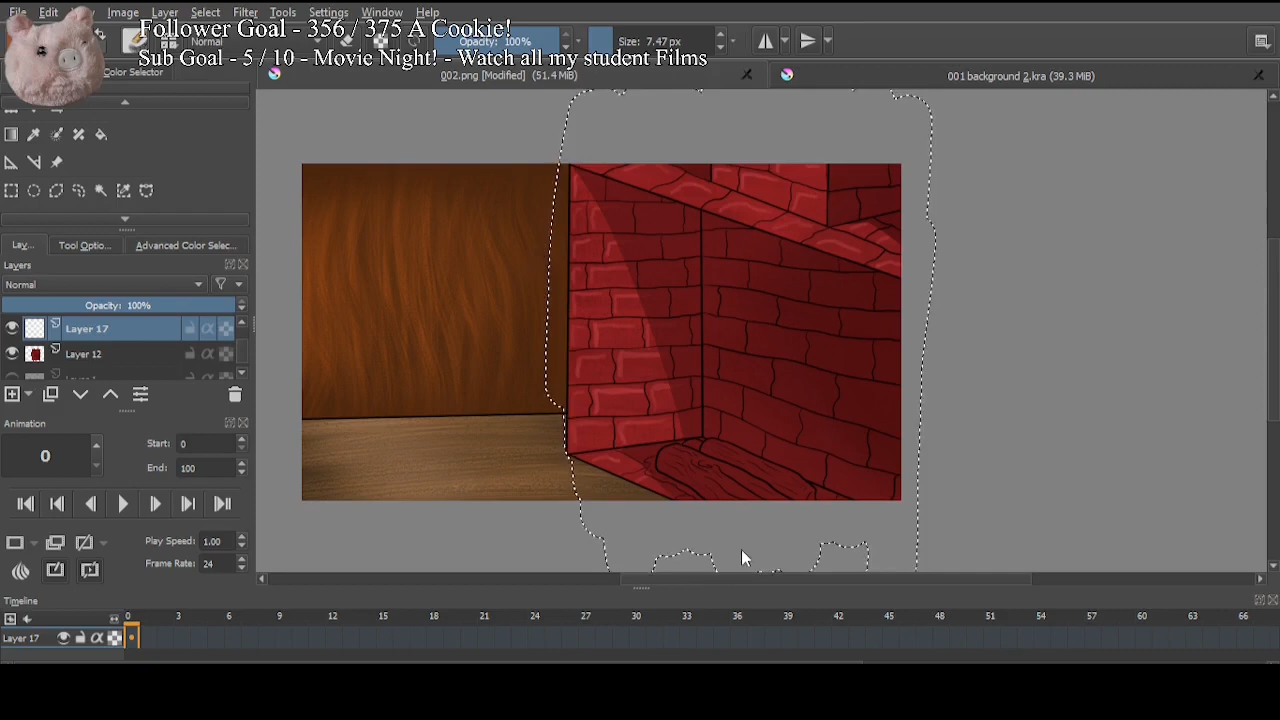 File Edit View Image Layer Select Filter Tools Settings Window Help
Follower Goal - 356 / 375 A Cookie!
Normal
Opacity: 100%
Size: 7.47 px
Sub Goal - 5 / 10 - Movie Night! - Watch all my student Films
Color Selector
002.png [Modified] (51.4 MiB)
001 background 2.kra (39.3 MiB)
Lay...
Tool Optio...
Advanced Color Selec...
Layers
Normal
Opacity: 100%
Layer 17
Layer 12
Animation
0
Start: 0
End: 100
Play Speed: 1.00
Frame Rate: 24
Timeline
0 3 6 9 12 15 18 21 24 27 30 33 36 39 42 45 48 51 54 57 60 63 66
Layer 17